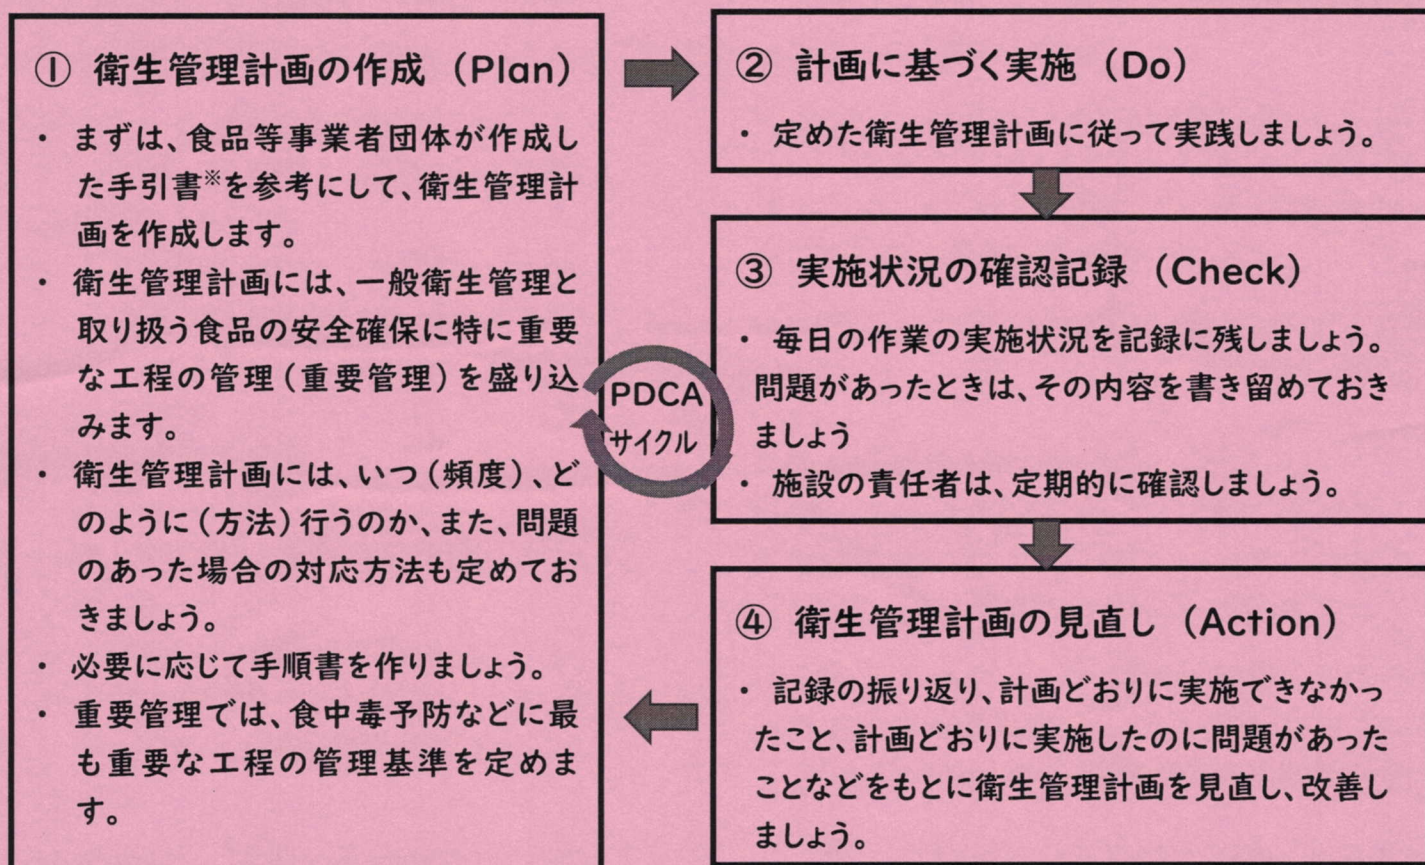 ① 衛生管理計画の作成 (Plan)
・ まずは、食品等事業者団体が作成し
た手引書※を参考にして、衛生管理計
画を作成します。
・ 衛生管理計画には、一般衛生管理と
取り扱う食品の安全確保に特に重要
な工程の管理(重要管理)を盛り込
みます。
・ 衛生管理計画には、いつ(頻度)、ど
のように(方法)行うのか、また、問題
のあった場合の対応方法も定めてお
きましょう。
・ 必要に応じて手順書を作りましょう。
・ 重要管理では、食中毒予防などに最
も重要な工程の管理基準を定めま
す。
PDCA
サイクル
② 計画に基づく実施 (Do)
・ 定めた衛生管理計画に従って実践しましょう。
③ 実施状況の確認記録 (Check)
・ 毎日の作業の実施状況を記録に残しましょう。
問題があったときは、その内容を書き留めておき
ましょう
・ 施設の責任者は、定期的に確認しましょう。
④ 衛生管理計画の見直し (Action)
・ 記録の振り返り、計画どおりに実施できなかっ
たこと、計画どおりに実施したのに問題があった
ことなどをもとに衛生管理計画を見直し、改善し
ましょう。